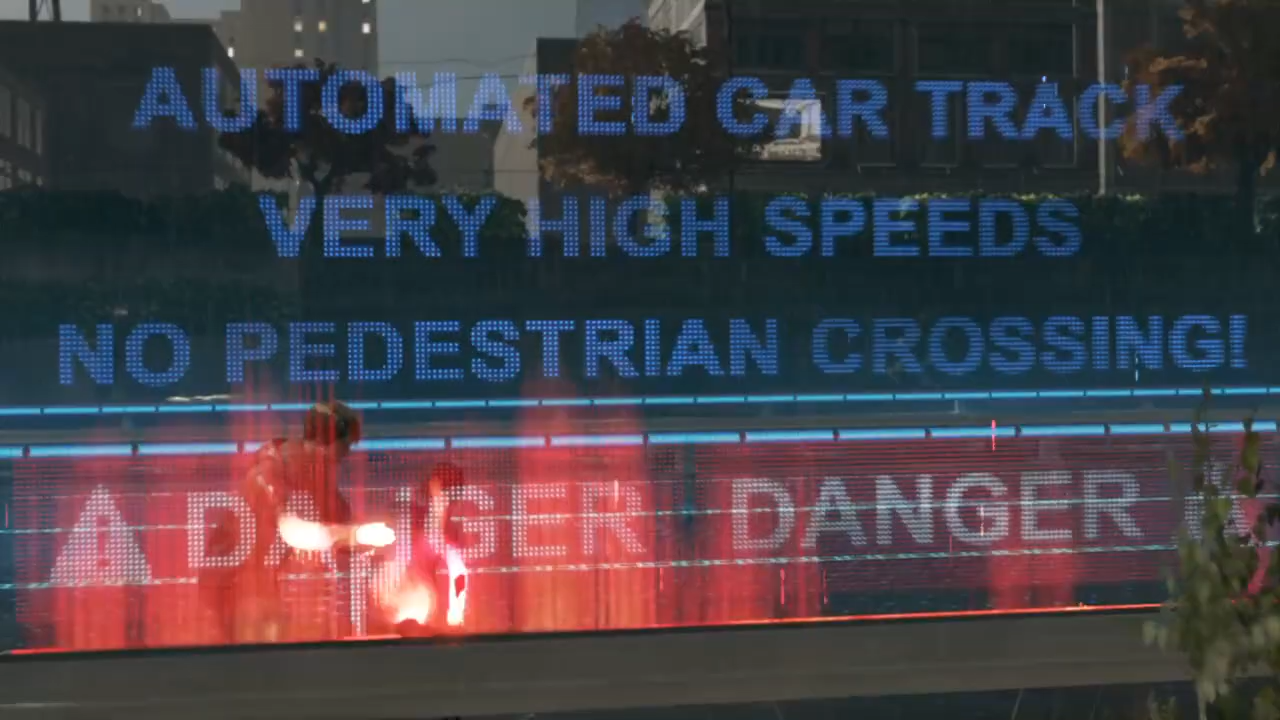 AUTOMATED CAR TRACK
VERY HIGH SPEEDS
NO PEDESTRIAN CROSSING!
DANGER DANGER